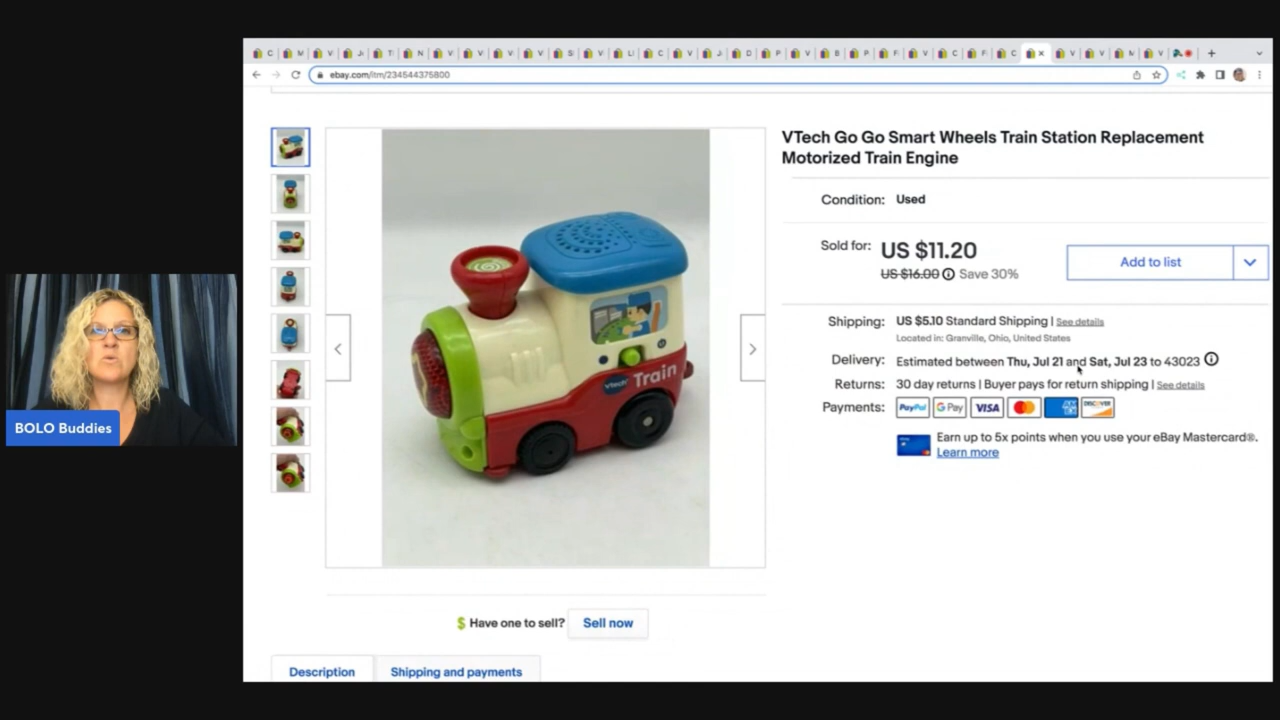 ebay.com/itm/234544375800
VTech Go Go Smart Wheels Train Station Replacement
Motorized Train Engine
Condition: Used
Sold for: US $11.20
US $16.00 Save 30%
Add to list
Shipping: US $5.10 Standard Shipping | See details
Located in: Granville, Ohio, United States
Delivery: Estimated between Thu, Jul 21 and Sat, Jul 23 to 43023
Returns: 30 day returns | Buyer pays for return shipping | See details
Payments: PayPal G Pay VISA DISCOVER
Earn up to 5x points when you use your eBay Mastercard®.
Learn more
vtech Train
BOLO Buddies
$ Have one to sell? Sell now
Description Shipping and payments